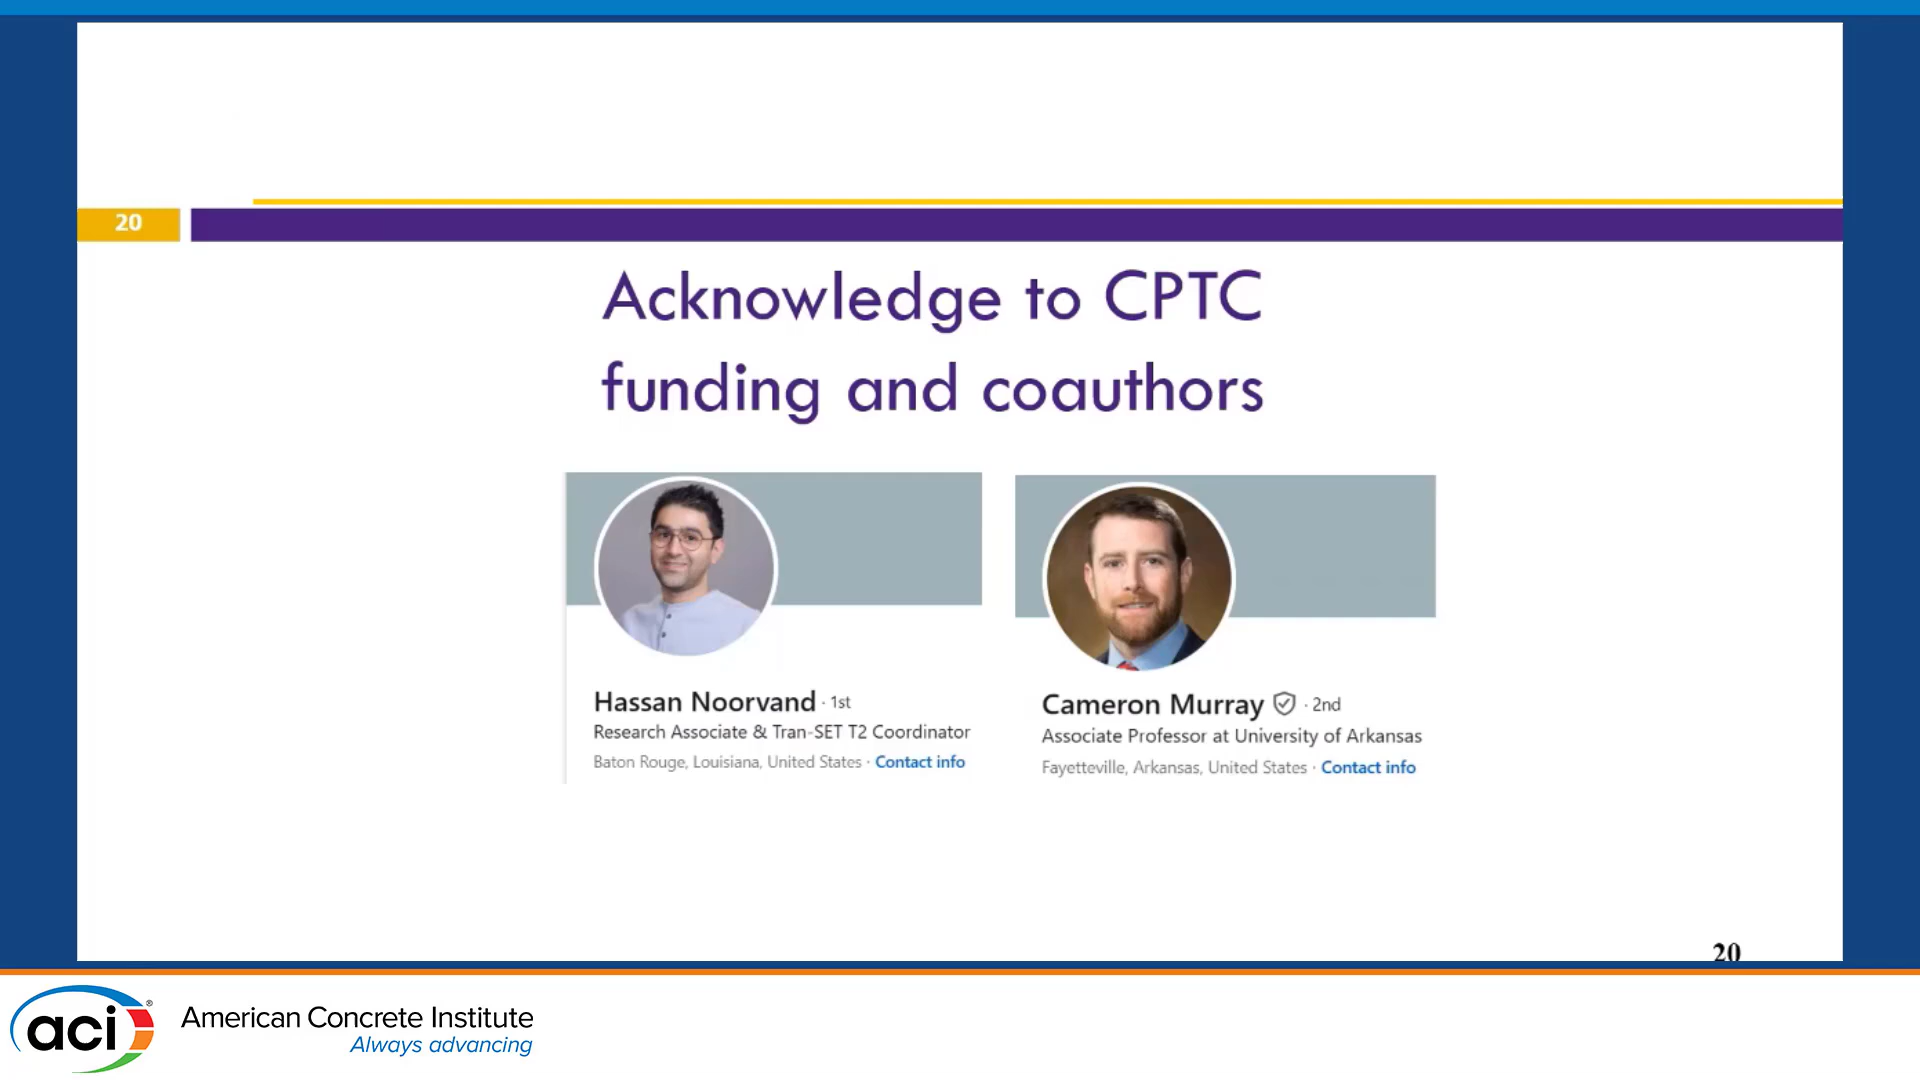 20
Acknowledge to CPTC
funding and coauthors
Hassan Noorvand · 1st
Research Associate & Tran-SET T2 Coordinator
Baton Rouge, Louisiana, United States · Contact info
Cameron Murray · 2nd
Associate Professor at University of Arkansas
Fayetteville, Arkansas, United States · Contact info
20
aci®
American Concrete Institute
Always advancing